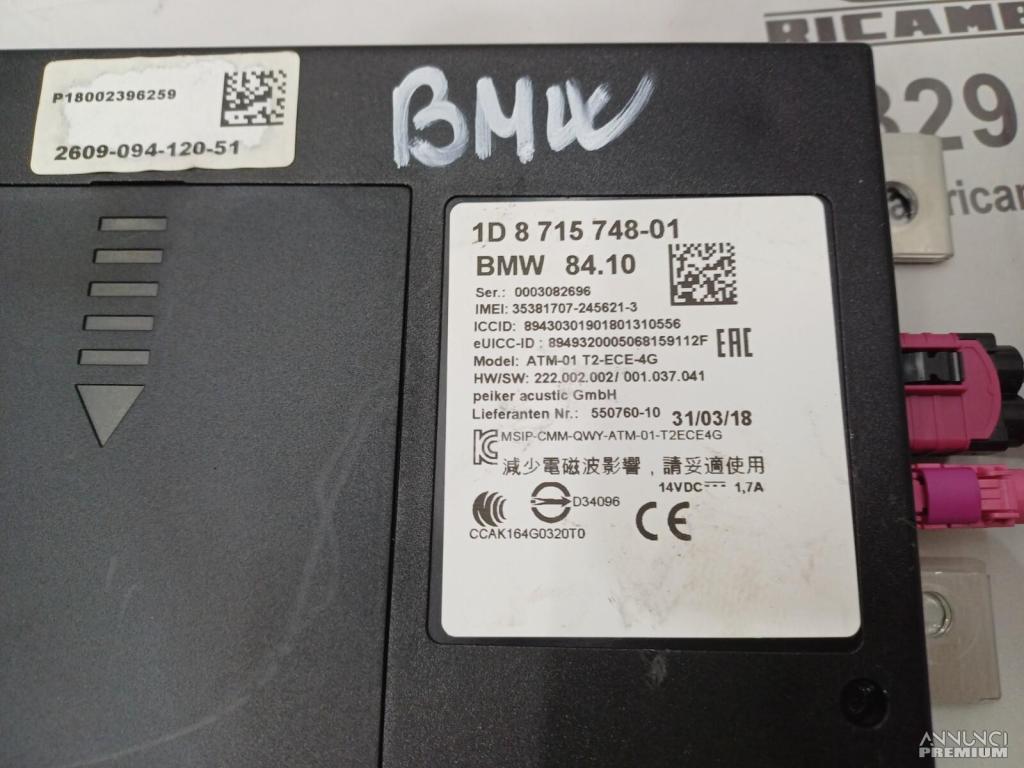 RICAMB
329
ricam
P18002396259
2609-094-120-51
BMW
1D 8 715 748-01
BMW 84.10
Ser.: 0003082696
IMEI: 35381707-245621-3
ICCID: 89430301901801310556
eUICC-ID : 8949320005068159112F
EAC
Model: ATM-01 T2-ECE-4G
HW/SW: 222.002.002/ 001.037.041
peiker acustic GmbH
Lieferanten Nr.: 550760-10 31/03/18
MSIP-CMM-QWY-ATM-01-T2ECE4G
減少電磁波影響，請妥適使用
14VDC 1,7A
D34096
CCAK164G0320T0
CE
ANNUNCI
PREMIUM